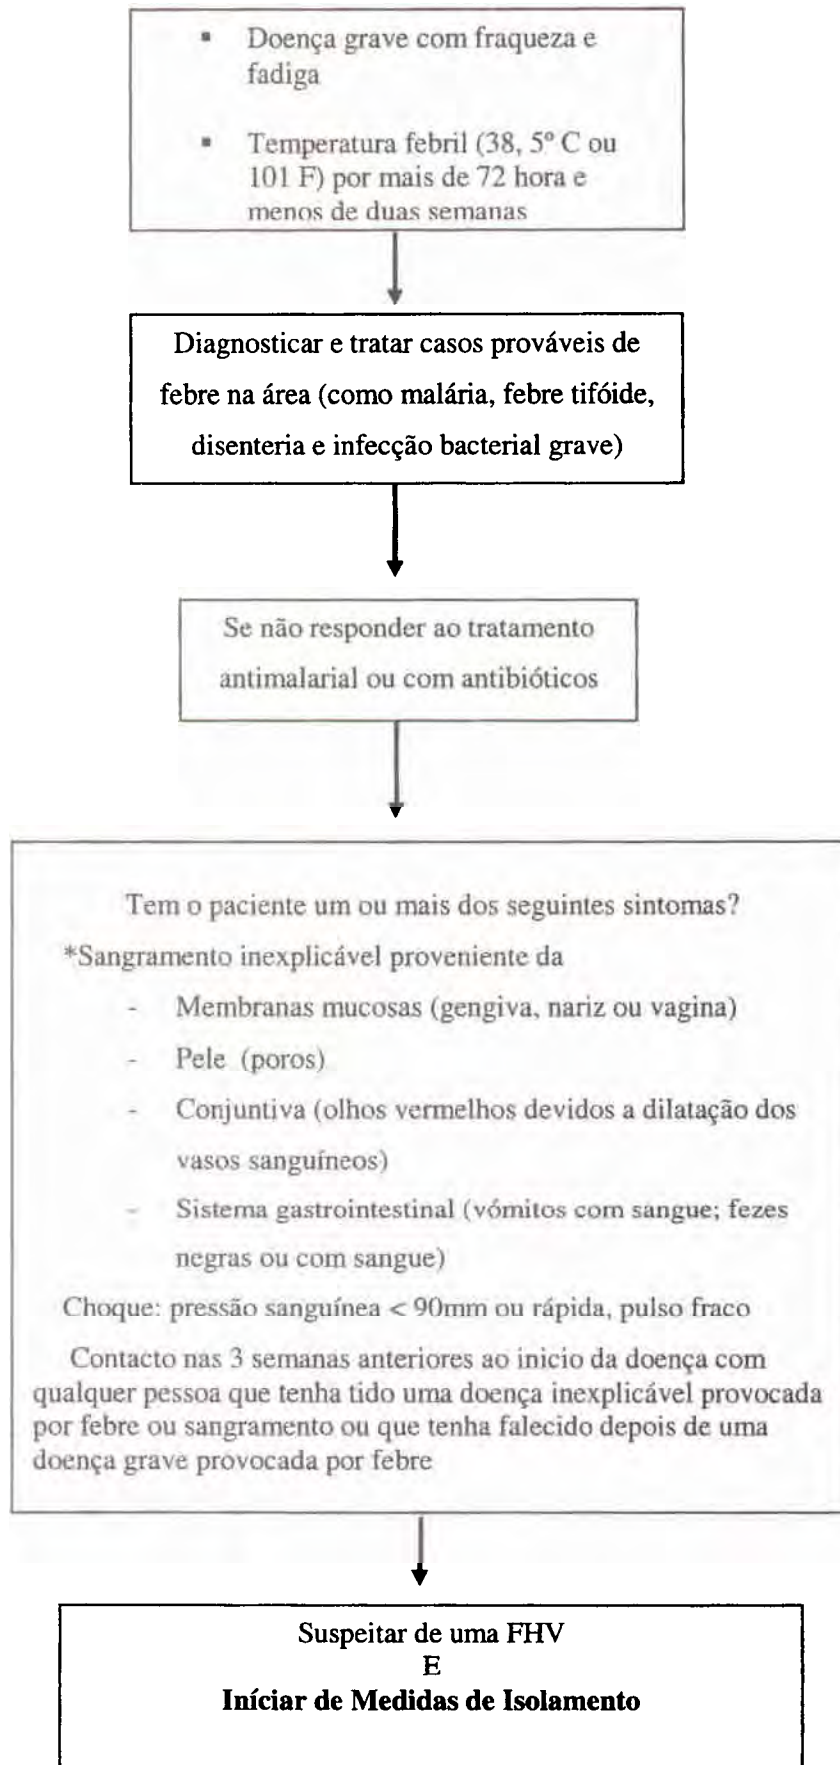 ▪ Doença grave com fraqueza e
fadiga
▪ Temperatura febril (38, 5º C ou
101 F) por mais de 72 hora e
menos de duas semanas
Diagnosticar e tratar casos prováveis de
febre na área (como malária, febre tifóide,
disenteria e infecção bacterial grave)
Se não responder ao tratamento
antimalarial ou com antibióticos
Tem o paciente um ou mais dos seguintes sintomas?
*Sangramento inexplicável proveniente da
- Membranas mucosas (gengiva, nariz ou vagina)
- Pele (poros)
- Conjuntiva (olhos vermelhos devidos a dilatação dos
vasos sanguíneos)
- Sistema gastrointestinal (vómitos com sangue; fezes
negras ou com sangue)
Choque: pressão sanguínea < 90mm ou rápida, pulso fraco
Contacto nas 3 semanas anteriores ao inicio da doença com
qualquer pessoa que tenha tido uma doença inexplicável provocada
por febre ou sangramento ou que tenha falecido depois de uma
doença grave provocada por febre
Suspeitar de uma FHV
E
Iníciar de Medidas de Isolamento